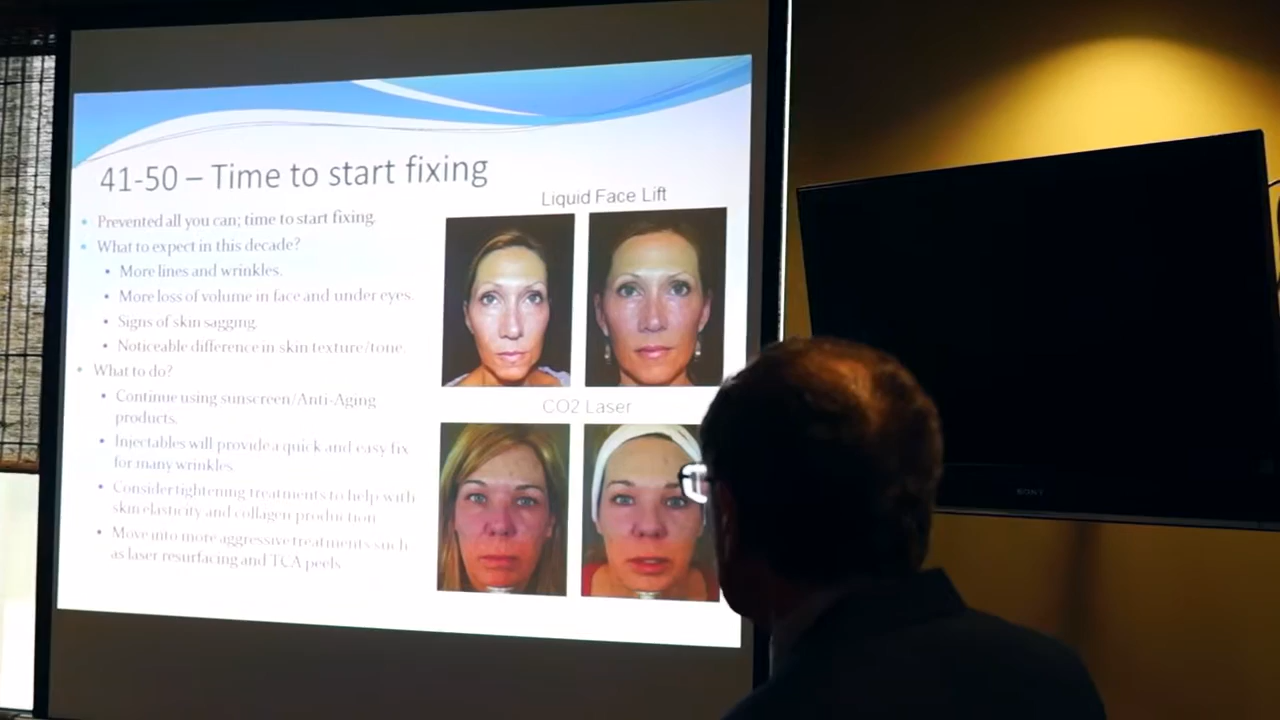 41-50 – Time to start fixing
Prevented all you can; time to start fixing.
What to expect in this decade?
More lines and wrinkles.
More loss of volume in face and under eyes.
Signs of skin sagging.
Noticeable difference in skin texture/tone.
What to do?
Continue using sunscreen/Anti-Aging
products.
Injectables will provide a quick and easy fix
for many wrinkles.
Consider tightening treatments to help with
skin elasticity and collagen production
Move into more aggressive treatments such
as laser resurfacing and TCA peels.
Liquid Face Lift
CO2 Laser
SONY